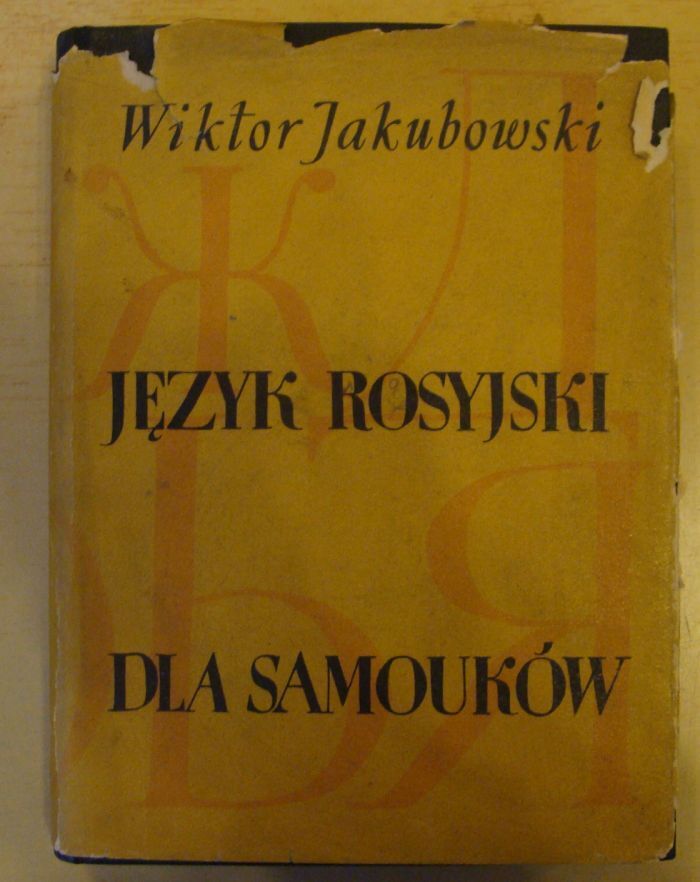 Wiktor Jakubowski
JĘZYK ROSYJSKI
DLA SAMOUKÓW